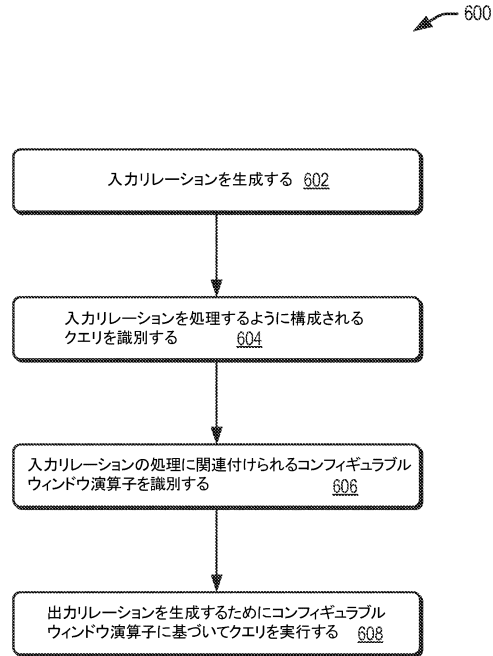 600
入力リレーションを生成する 602
入力リレーションを処理するように構成される
クエリを識別する 604
入力リレーションの処理に関連付けられるコンフィギュラブル
ウィンドウ演算子を識別する 606
出力リレーションを生成するためにコンフィギュラブル
ウィンドウ演算子に基づいてクエリを実行する 608